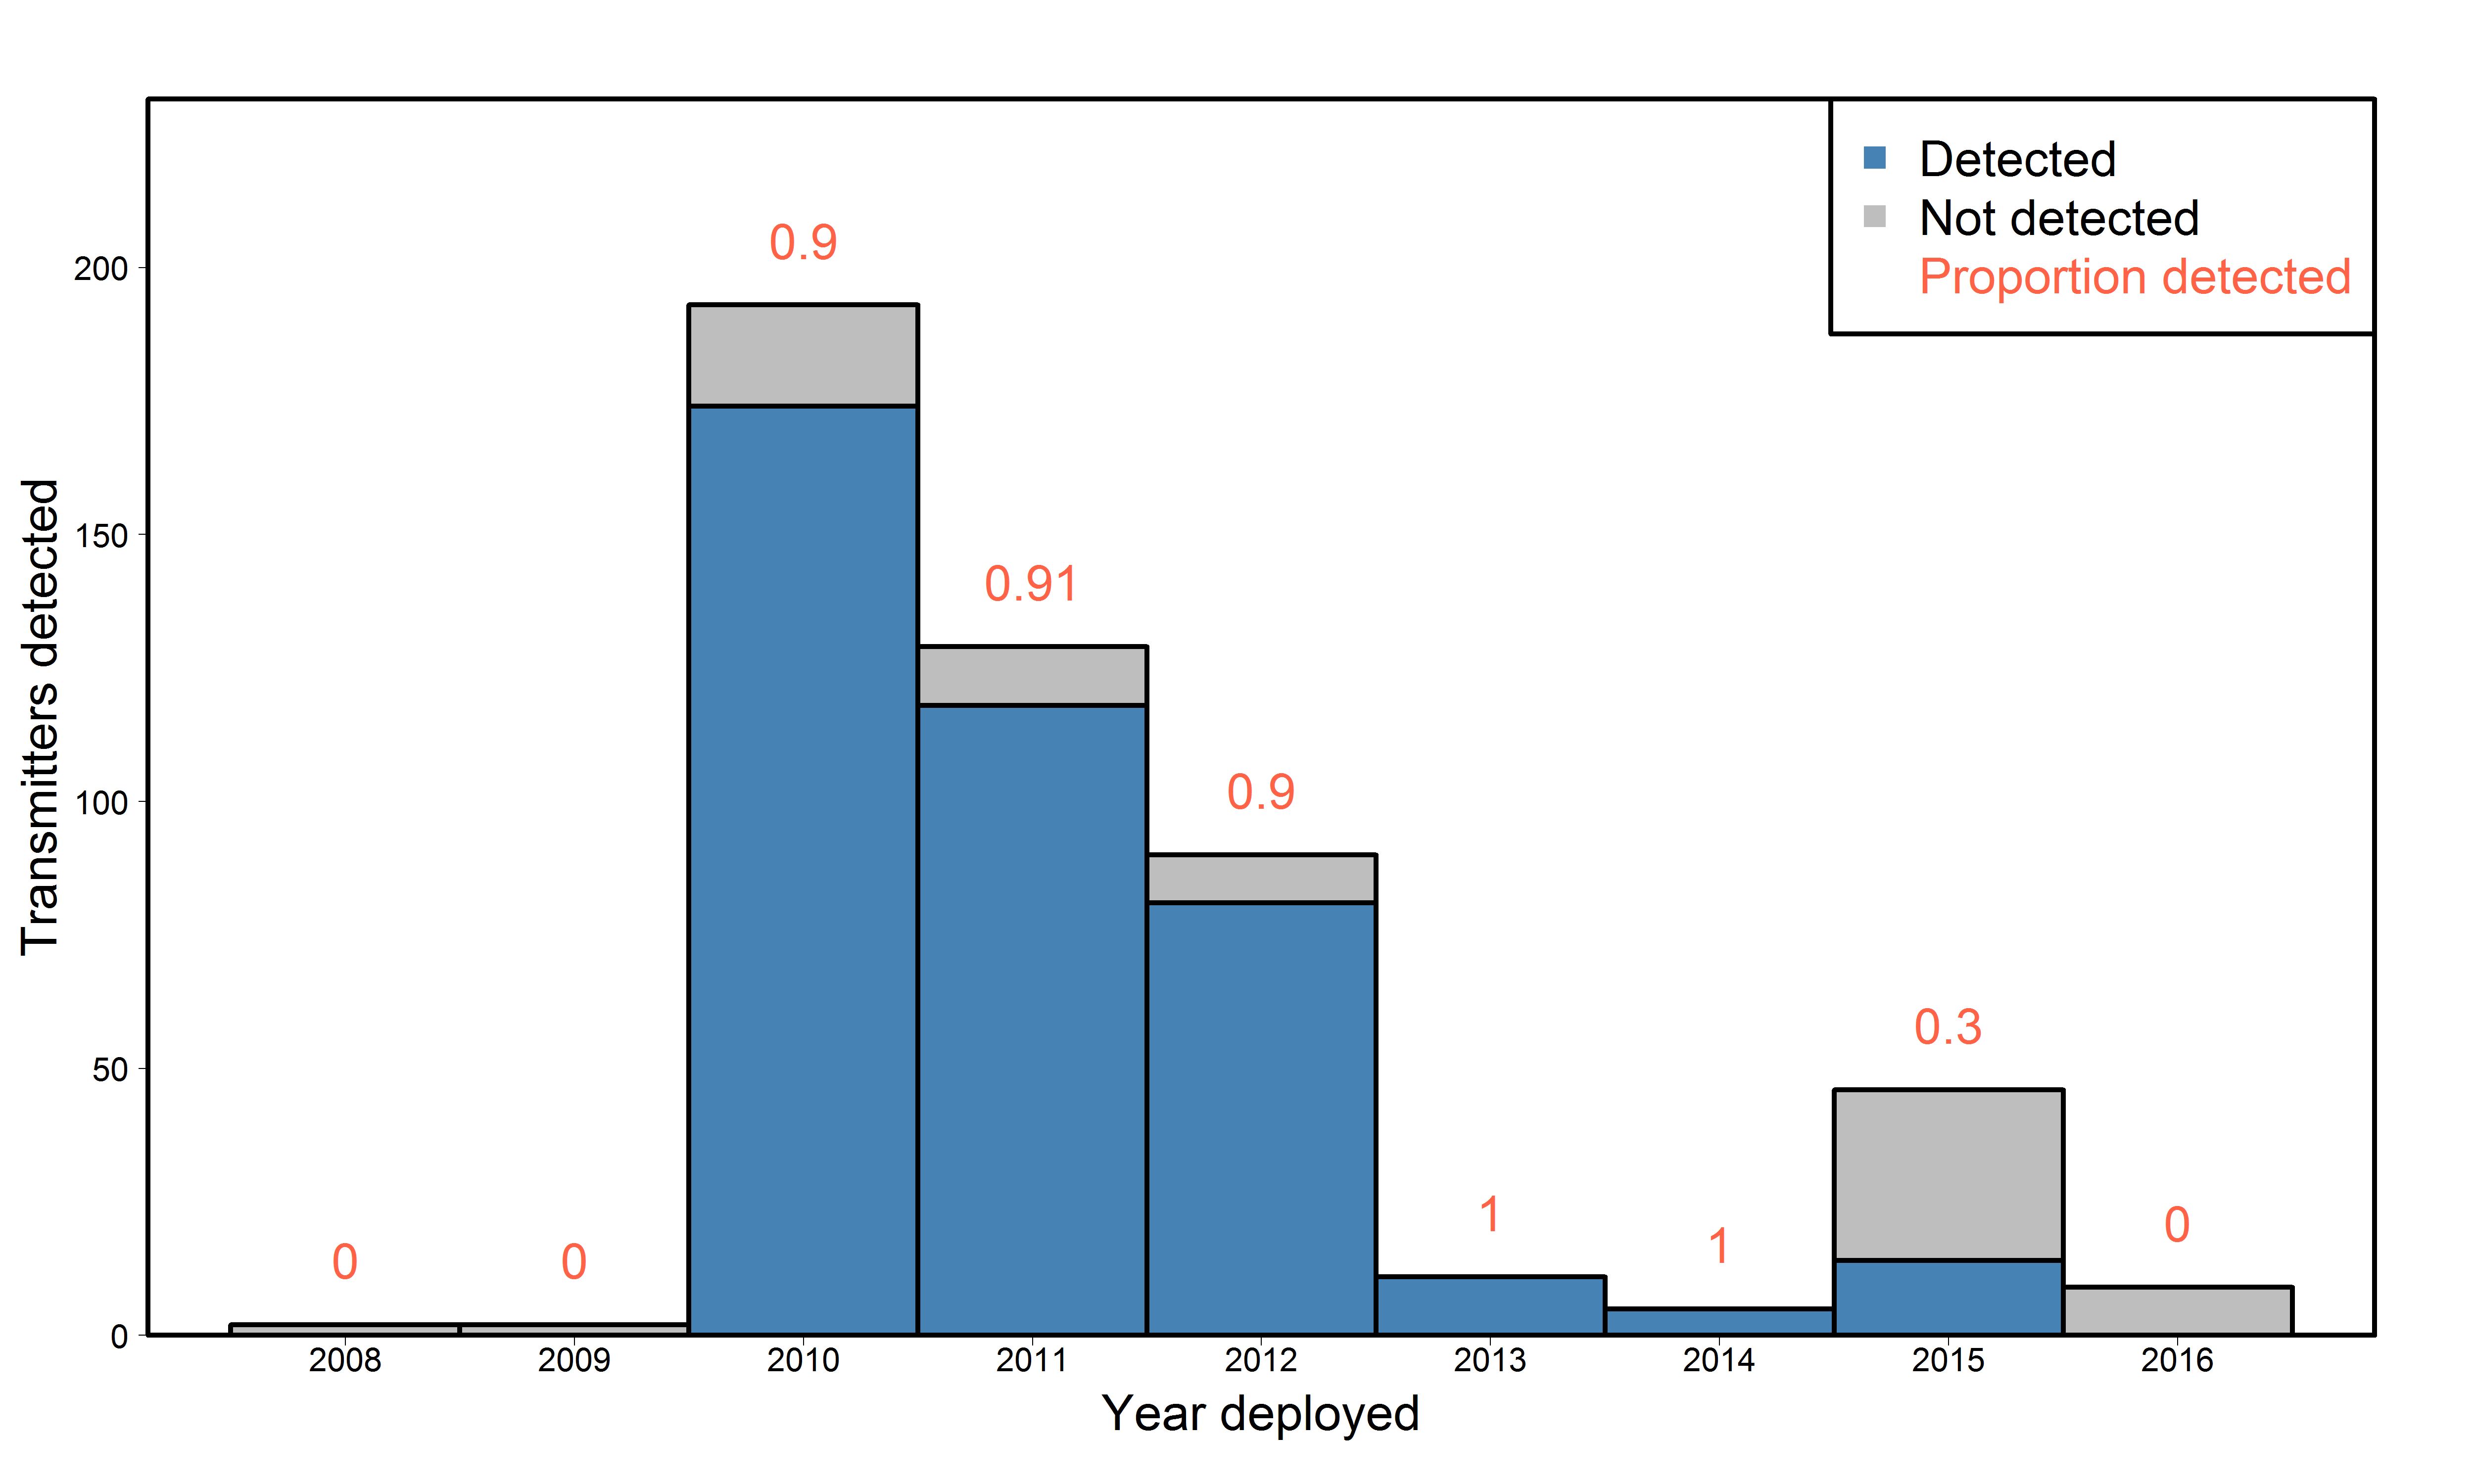 Detected
Not detected
Proportion detected
Transmitters detected
200
150
100
50
0
0.9
0.91
0.9
0.3
1
1
0
0
0
2008 2009 2010 2011 2012 2013 2014 2015 2016
Year deployed